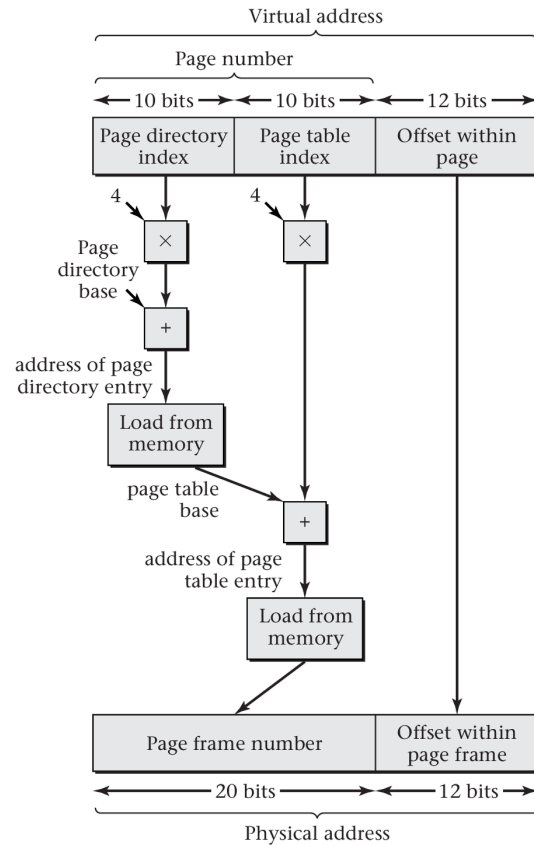 Virtual address
Page number
10 bits 10 bits 12 bits
Page directory
index
Page table
index
Offset within
page
4
×
4
×
Page
directory
base
+
address of page
directory entry
Load from
memory
page table
base
+
address of page
table entry
Load from
memory
Page frame number
Offset within
page frame
20 bits 12 bits
Physical address